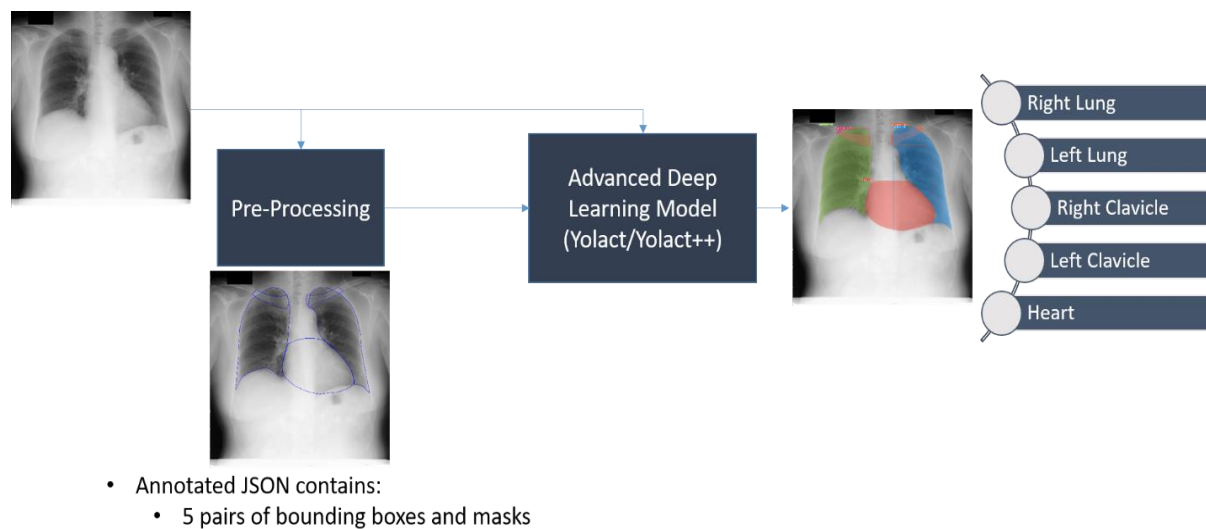 Pre-Processing
Advanced Deep
Learning Model
(Yolact/Yolact++)
Right Lung
Left Lung
Right Clavicle
Left Clavicle
Heart
• Annotated JSON contains:
• 5 pairs of bounding boxes and masks